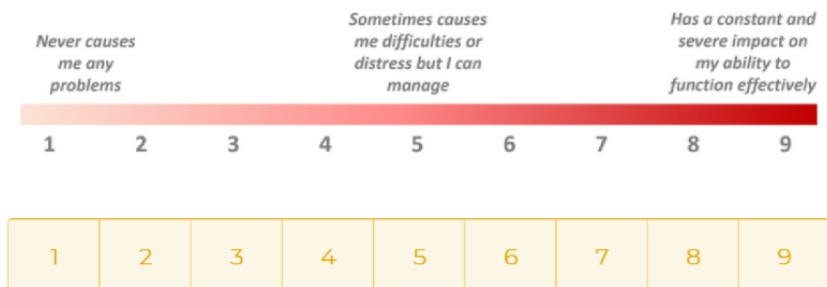 Never causes
me any
problems
Sometimes causes
me difficulties or
distress but I can
manage
Has a constant and
severe impact on
my ability to
function effectively
1 2 3 4 5 6 7 8 9
1 2 3 4 5 6 7 8 9